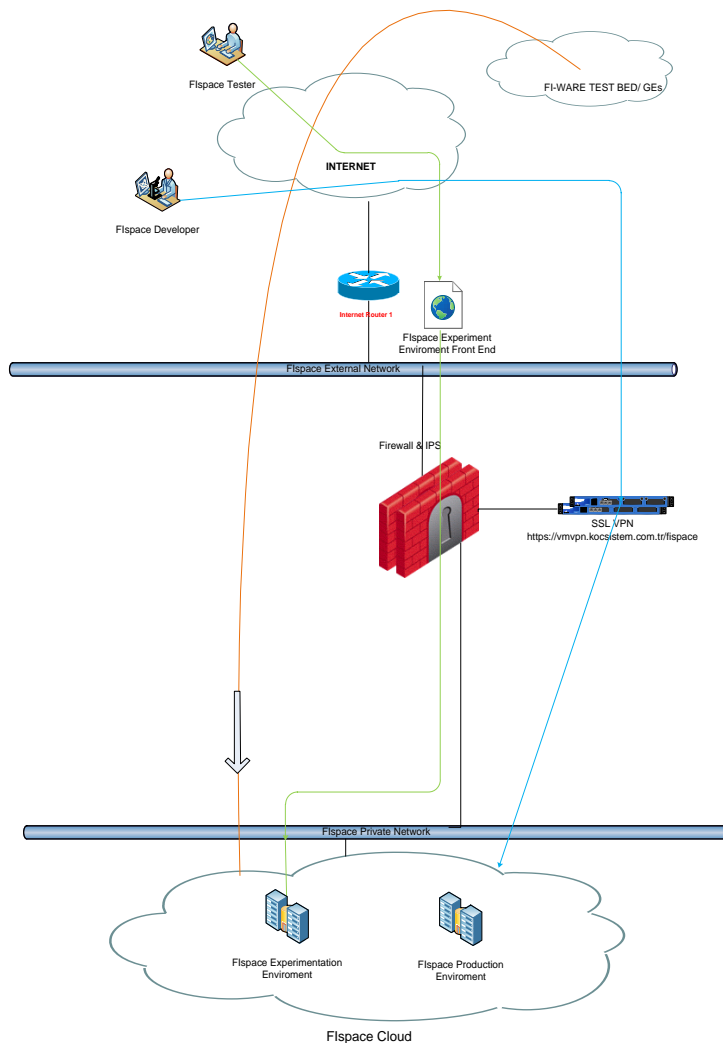 FIspace Tester
FI-WARE TEST BED/ GEs
INTERNET
FIspace Developer
Internet Router 1
FIspace Experiment
Enviroment Front End
FIspace External Network
Firewall & IPS
SSL VPN
https://vmvpn.kocsistem.com.tr/fispace
FIspace Private Network
FIspace Experimentation
Enviroment
FIspace Production
Enviroment
FIspace Cloud